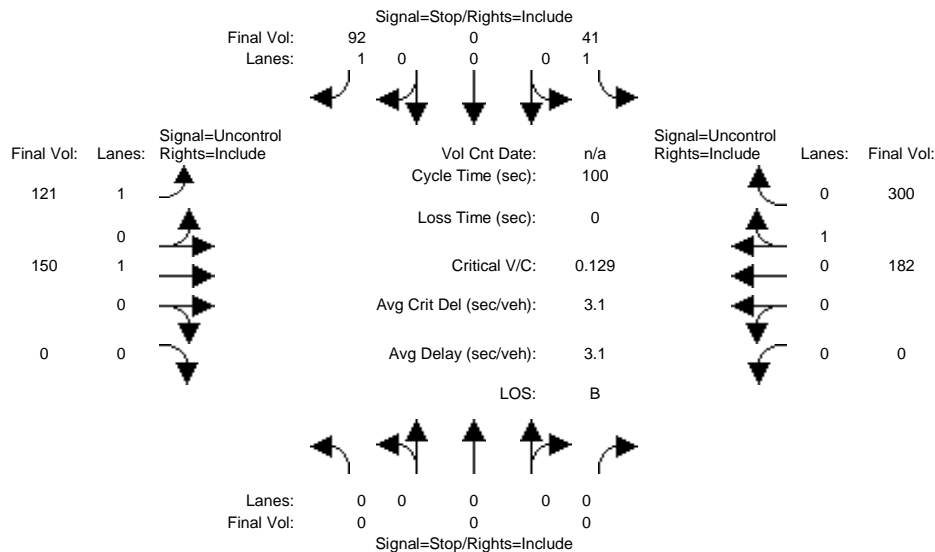 Signal=Stop/Rights=Include
Final Vol: 92 0 41
Lanes: 1 0 0 0 1
Signal=Uncontrol
Final Vol: Lanes: Rights=Include
Vol Cnt Date: n/a
Signal=Uncontrol
Rights=Include Lanes: Final Vol:
Cycle Time (sec): 100
121 1
0 300
Loss Time (sec): 0
0
1
150 1
Critical V/C: 0.129
0 182
0
Avg Crit Del (sec/veh): 3.1
0
0 0
Avg Delay (sec/veh): 3.1
0 0
LOS: B
Lanes: 0 0 0 0 0
Final Vol: 0 0 0
Signal=Stop/Rights=Include